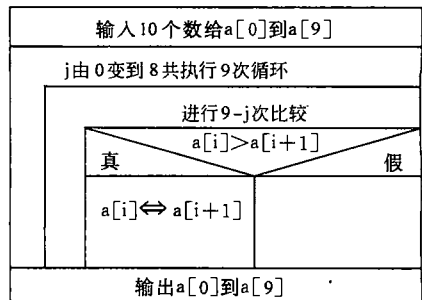 输入10个数给a[0]到a[9]
j由0变到8共执行9次循环
进行9-j次比较
a[i]>a[i+1]
真
假
a[i]⇔a[i+1]
输出a[0]到a[9]